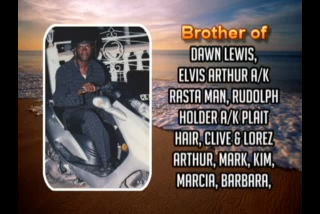 Brother of
DAWN LEWIS,
ELVIS ARTHUR A/K
RASTA MAN, RUDOLPH
HOLDER A/K PLAIT
HAIR, CLIVE & LOREZ
ARTHUR, MARK, KIM,
MARCIA, BARBARA,